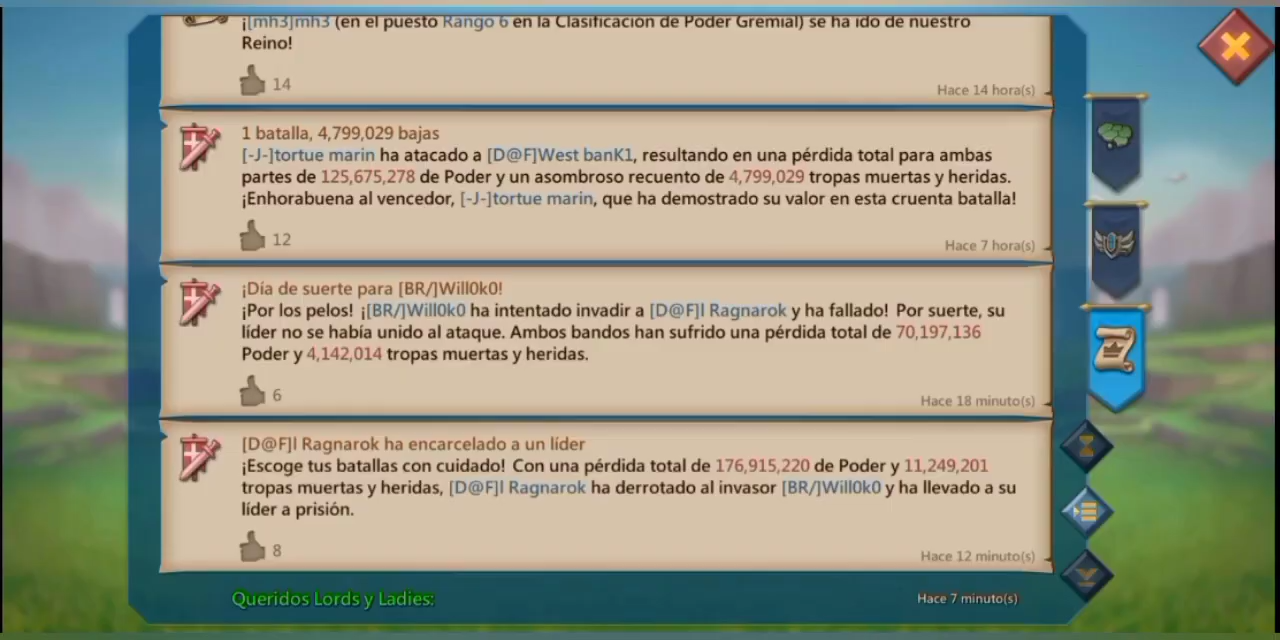 ¡[mh3]mh3 (en el puesto Rango 6 en la Clasificación de Poder Gremial) se ha ido de nuestro
Reino!
14
Hace 14 hora(s)
1 batalla, 4,799,029 bajas
[-J-]tortue marin ha atacado a [D@F]West banK1, resultando en una pérdida total para ambas
partes de 125,675,278 de Poder y un asombroso recuento de 4,799,029 tropas muertas y heridas.
¡Enhorabuena al vencedor, [-J-]tortue marin, que ha demostrado su valor en esta cruenta batalla!
12
Hace 7 hora(s)
¡Día de suerte para [BR/]Will0k0!
¡Por los pelos! ¡[BR/]Will0k0 ha intentado invadir a [D@F]l Ragnarok y ha fallado! Por suerte, su
líder no se había unido al ataque. Ambos bandos han sufrido una pérdida total de 70,197,136
Poder y 4,142,014 tropas muertas y heridas.
6
Hace 18 minuto(s)
[D@F]l Ragnarok ha encarcelado a un líder
¡Escoge tus batallas con cuidado! Con una pérdida total de 176,915,220 de Poder y 11,249,201
tropas muertas y heridas, [D@F]l Ragnarok ha derrotado al invasor [BR/]Will0k0 y ha llevado a su
líder a prisión.
8
Hace 12 minuto(s)
Queridos Lords y Ladies:
Hace 7 minuto(s)